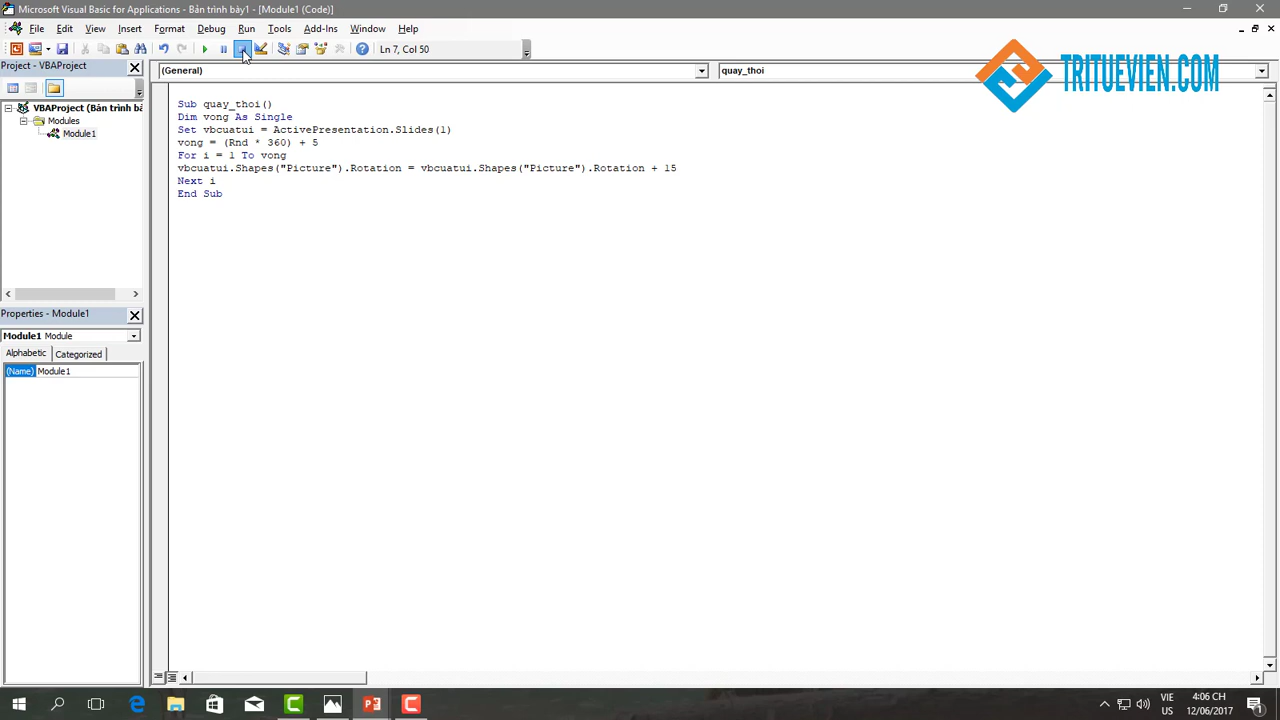 Microsoft Visual Basic for Applications - Bản trình bày1 - [Module1 (Code)]
File Edit View Insert Format Debug Run Tools Add-Ins Window Help
Ln 7, Col 50
Project - VBAProject
(General)
quay_thoi
TRITUEVIEN.COM
VBAProject (Bản trình bà
Modules
Module1
Sub quay_thoi()
Dim vong As Single
Set vbcuatui = ActivePresentation.Slides(1)
vong = (Rnd * 360) + 5
For i = 1 To vong
vbcuatui.Shapes("Picture").Rotation = vbcuatui.Shapes("Picture").Rotation + 15
Next i
End Sub
Properties - Module1
Module1 Module
Alphabetic Categorized
(Name) Module1
VIE
US
4:06 CH
12/06/2017